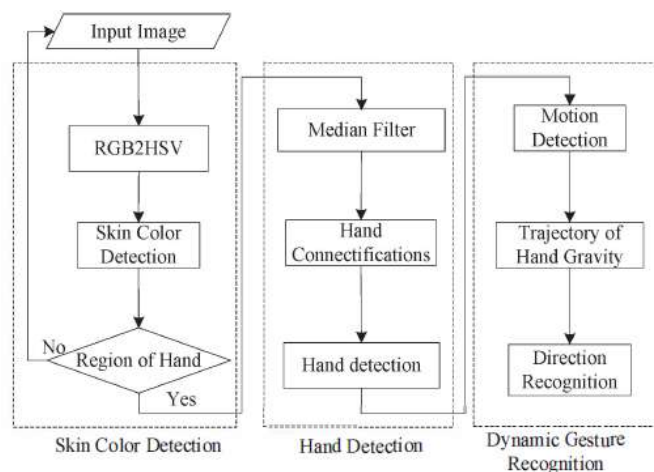 Input Image
RGB2HSV
Skin Color
Detection
No
Region of Hand
Yes
Skin Color Detection
Median Filter
Hand
Connectifications
Hand detection
Hand Detection
Motion
Detection
Trajectory of
Hand Gravity
Direction
Recognition
Dynamic Gesture
Recognition